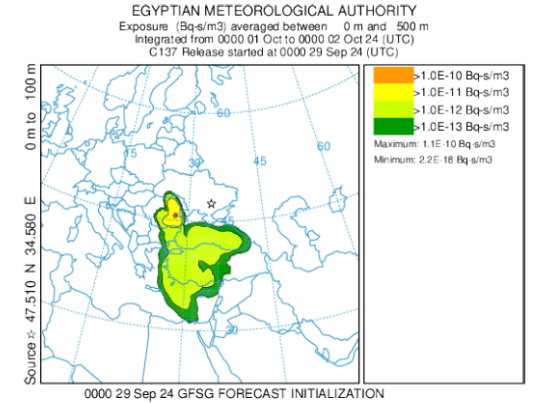 EGYPTIAN METEOROLOGICAL AUTHORITY
Exposure (Bq-s/m3) averaged between 0 m and 500 m
Integrated from 0000 01 Oct to 0000 02 Oct 24 (UTC)
C137 Release started at 0000 29 Sep 24 (UTC)
Source ☆ 47.510 N 34.580 E 0 m to 100 m
60
15
30
45
60
30
>1.0E-10 Bq-s/m3
>1.0E-11 Bq-s/m3
>1.0E-12 Bq-s/m3
>1.0E-13 Bq-s/m3
Maximum: 1.1E-10 Bq-s/m3
Minimum: 2.2E-18 Bq-s/m3
0000 29 Sep 24 GFSG FORECAST INITIALIZATION